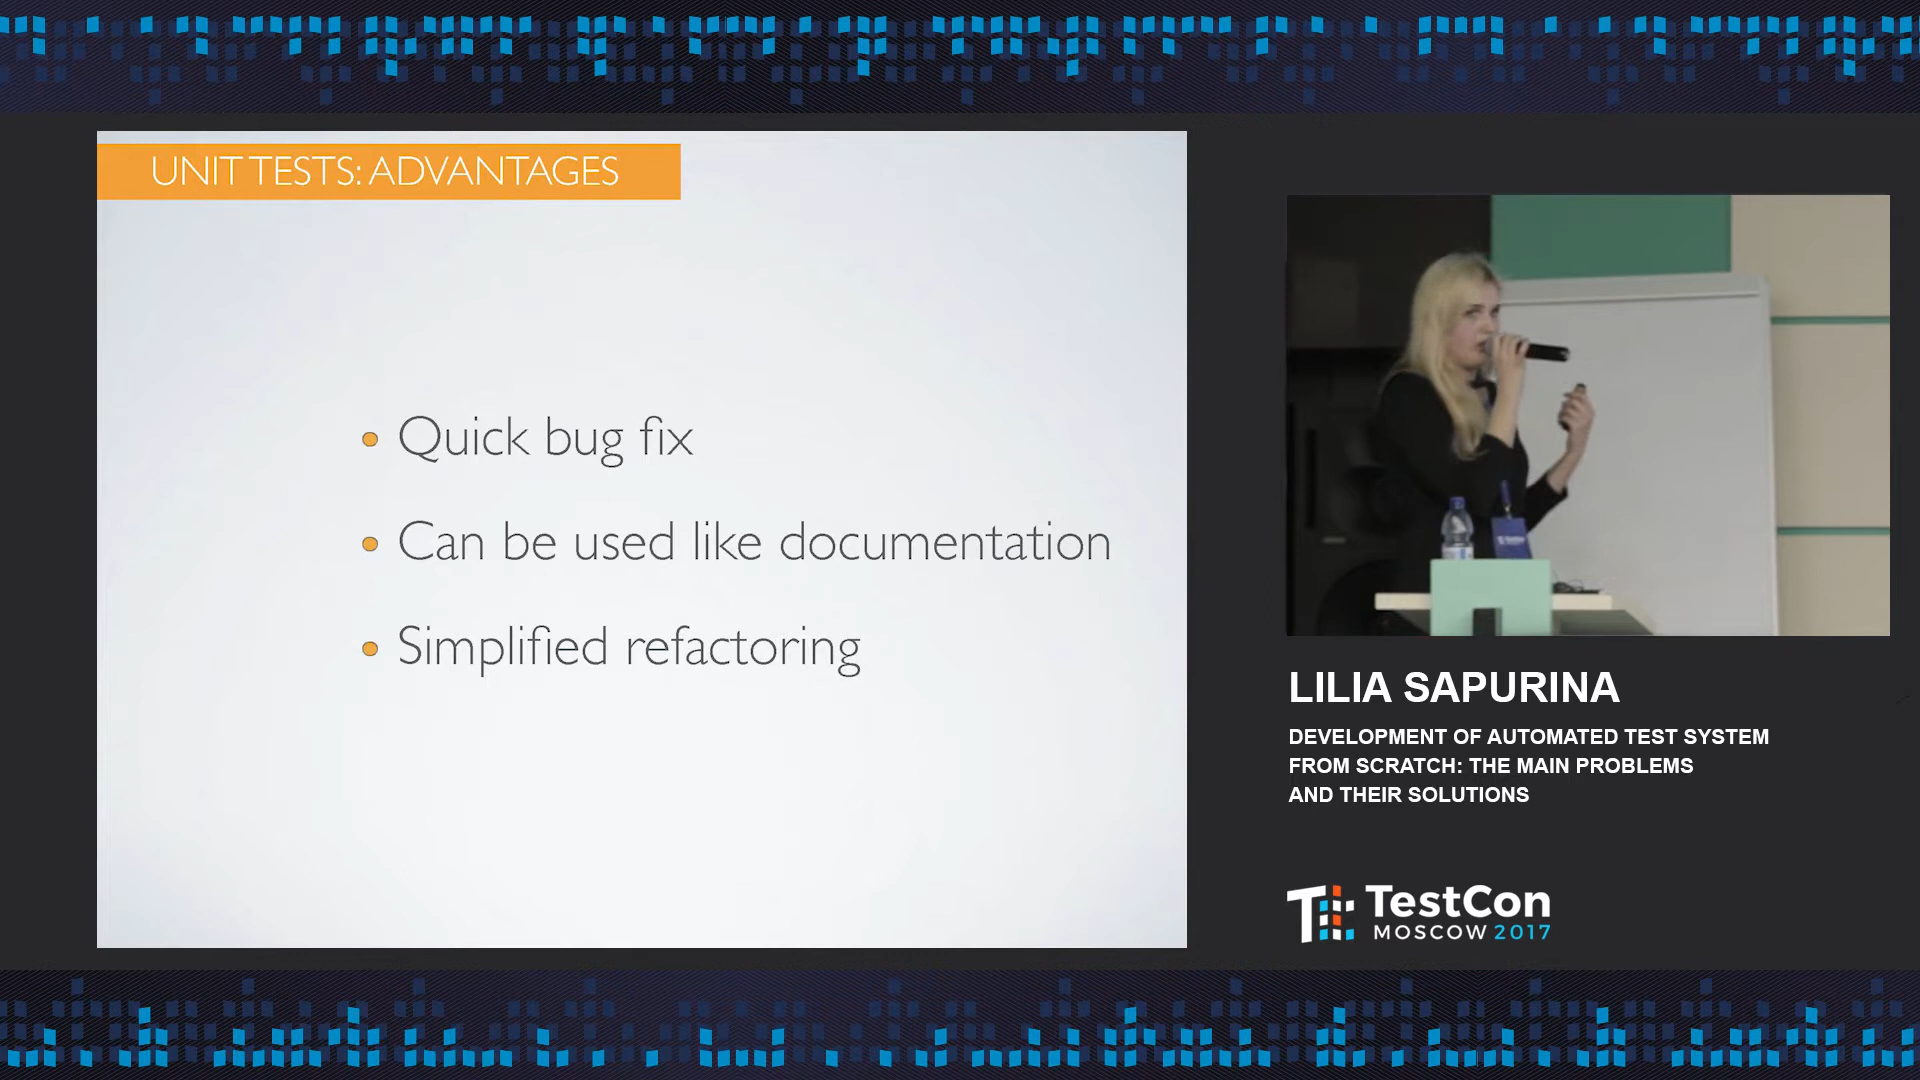 UNIT TESTS: ADVANTAGES
Quick bug fix
Can be used like documentation
Simplified refactoring
LILIA SAPURINA
DEVELOPMENT OF AUTOMATED TEST SYSTEM
FROM SCRATCH: THE MAIN PROBLEMS
AND THEIR SOLUTIONS
TestCon
MOSCOW 2017